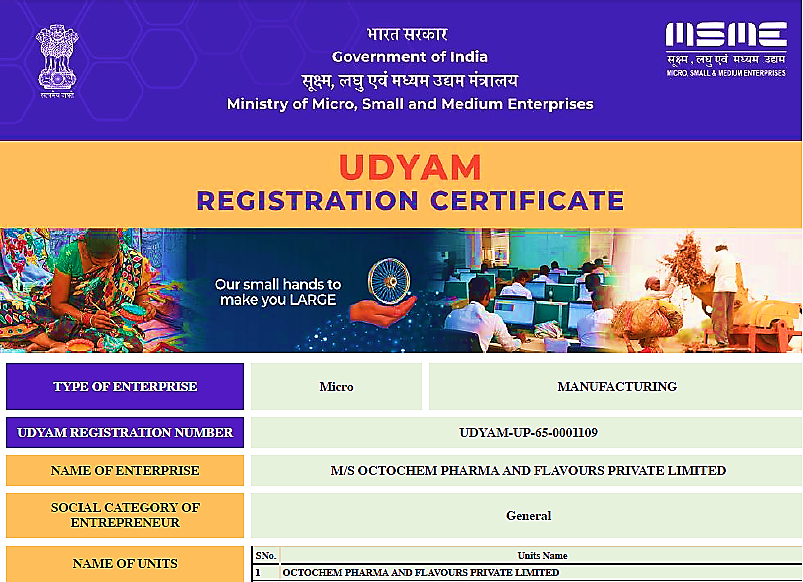 भारत सरकार
Government of India
सूक्ष्म, लघु एवं मध्यम उद्यम मंत्रालय
Ministry of Micro, Small and Medium Enterprises
सत्यमेव जयते
MSME
सूक्ष्म, लघु एवं मध्यम उद्यम
MICRO, SMALL & MEDIUM ENTERPRISES
UDYAM
REGISTRATION CERTIFICATE
Our small hands to
make you LARGE
TYPE OF ENTERPRISE Micro MANUFACTURING
UDYAM REGISTRATION NUMBER UDYAM-UP-65-0001109
NAME OF ENTERPRISE M/S OCTOCHEM PHARMA AND FLAVOURS PRIVATE LIMITED
SOCIAL CATEGORY OF
ENTREPRENEUR
General
NAME OF UNITS
SNo. Units Name
1 OCTOCHEM PHARMA AND FLAVOURS PRIVATE LIMITED